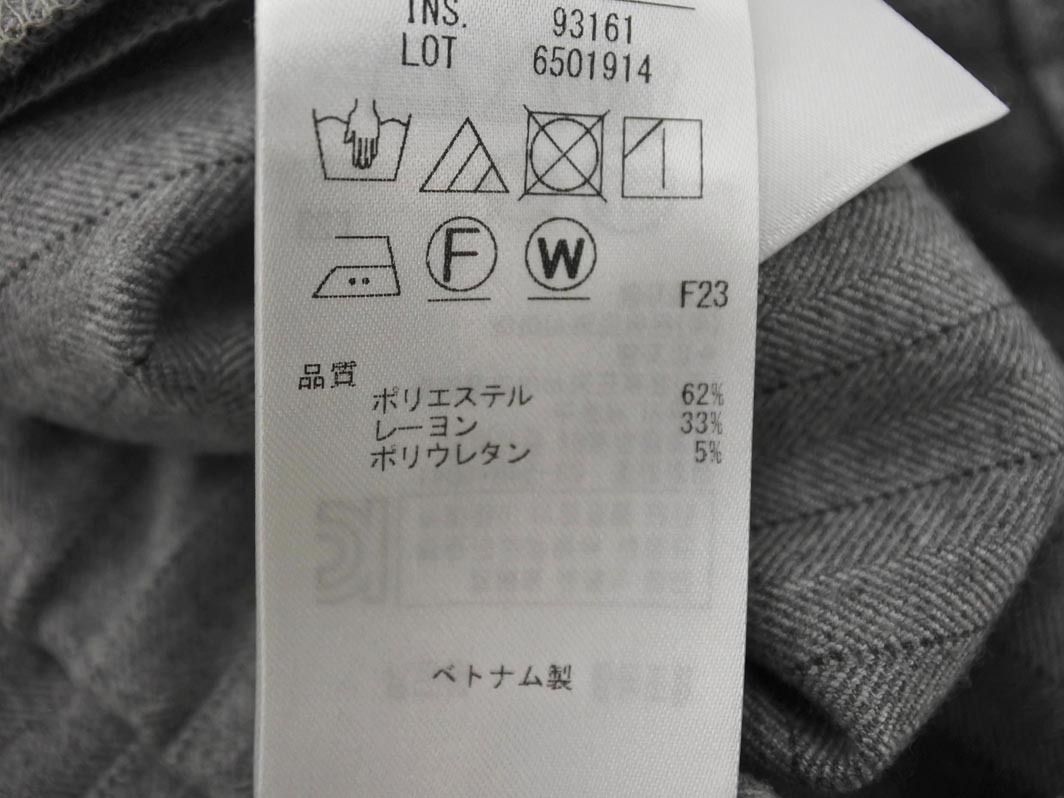 INS. 93161
LOT 6501914
F W
F23
品質
ポリエステル 62%
レーヨン 33%
ポリウレタン 5%
ベトナム製